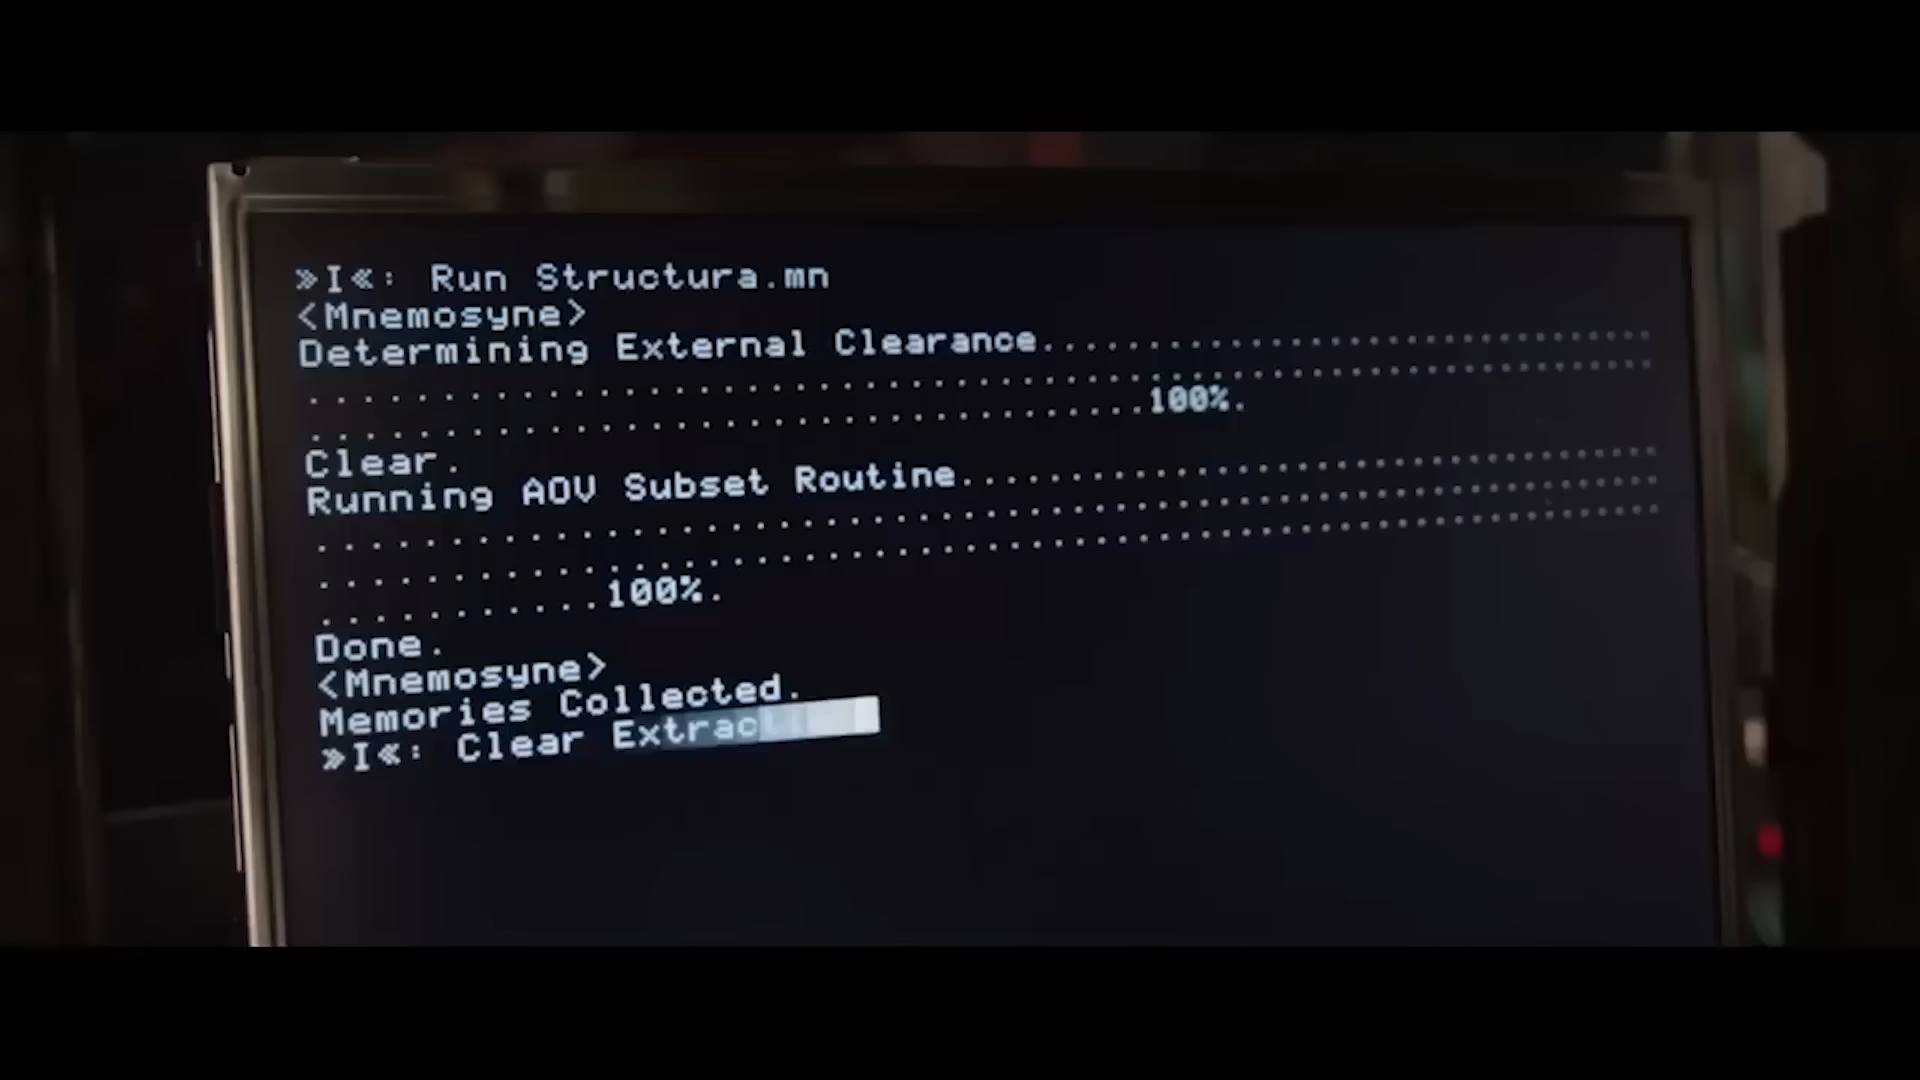 »I«: Run Structura.mn
<Mnemosyne>
Determining External Clearance..............................
..................................................
...............................100%.
Clear.
Running AOV Subset Routine..........................
..................................................
..................................................
...........100%.
Done.
<Mnemosyne>
Memories Collected.
»I«: Clear Extract